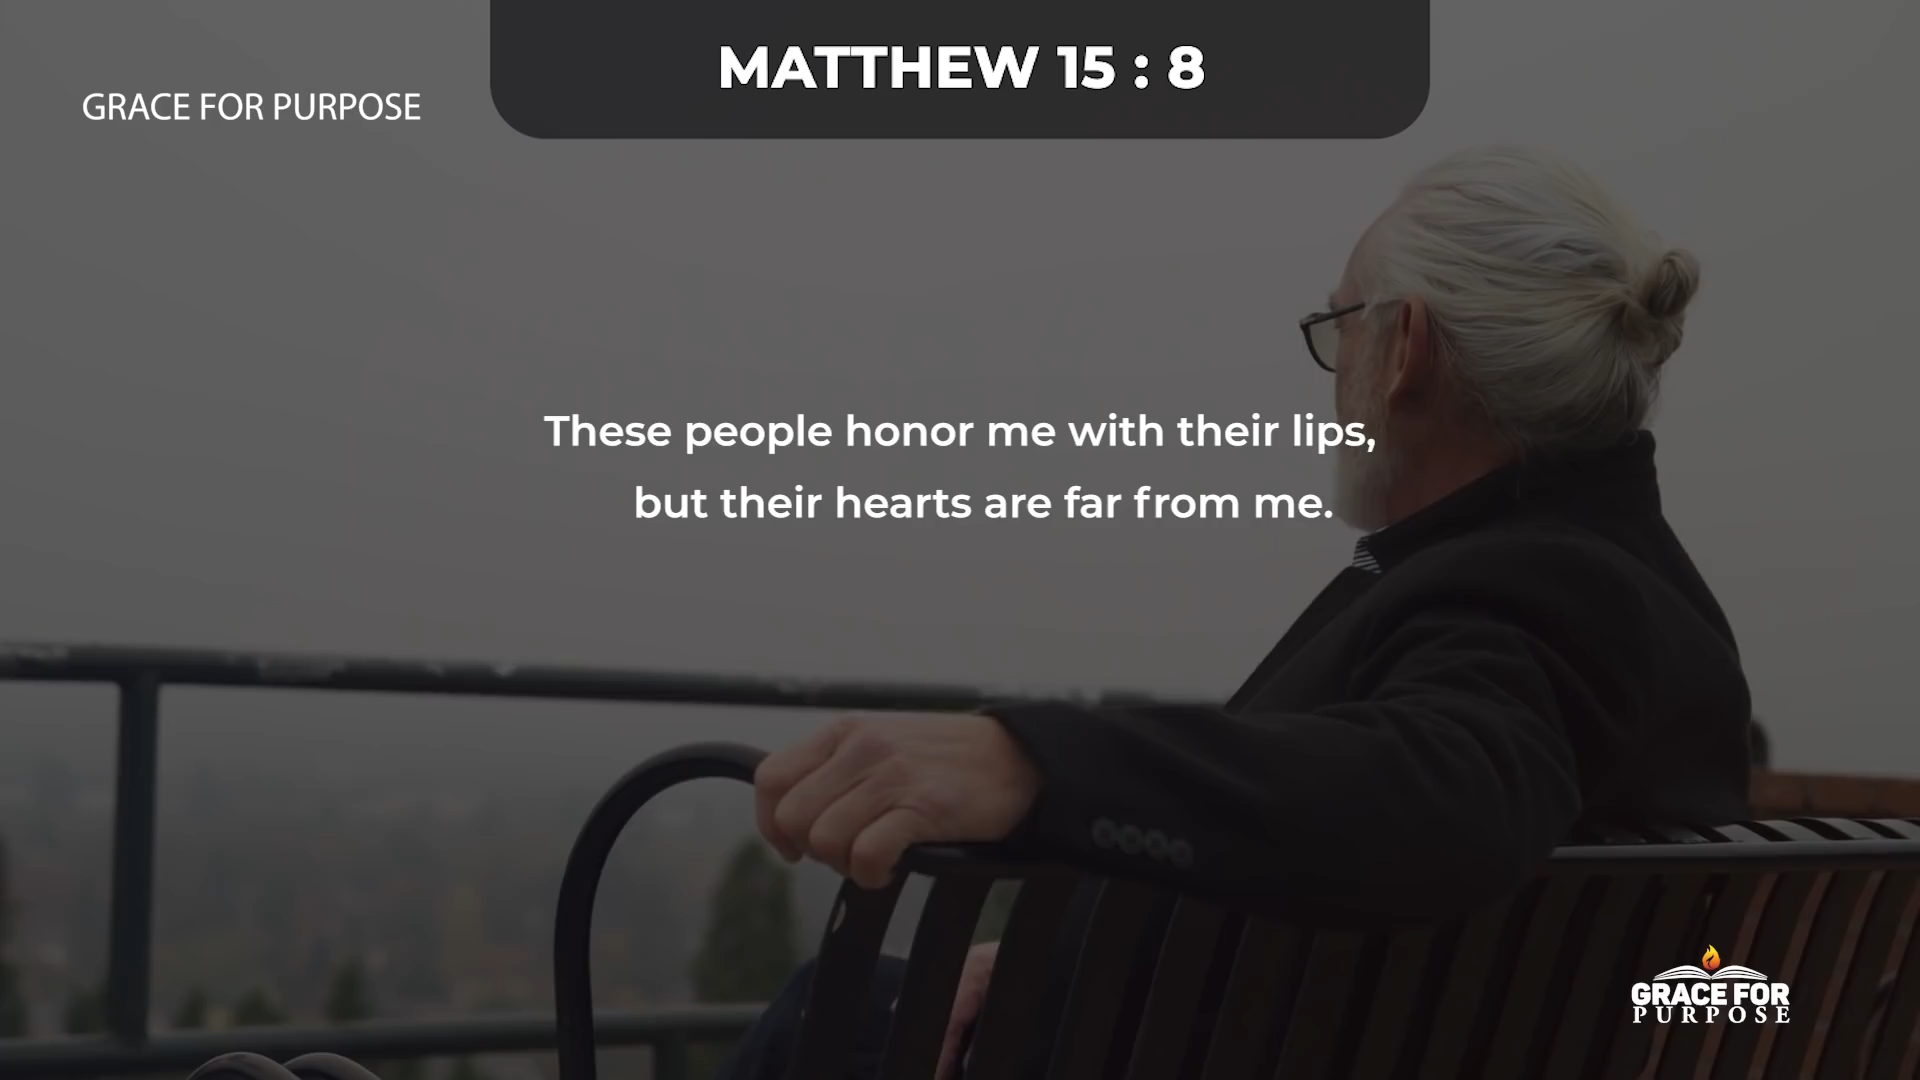 MATTHEW 15 : 8
GRACE FOR PURPOSE
These people honor me with their lips,
but their hearts are far from me.
GRACE FOR
PURPOSE